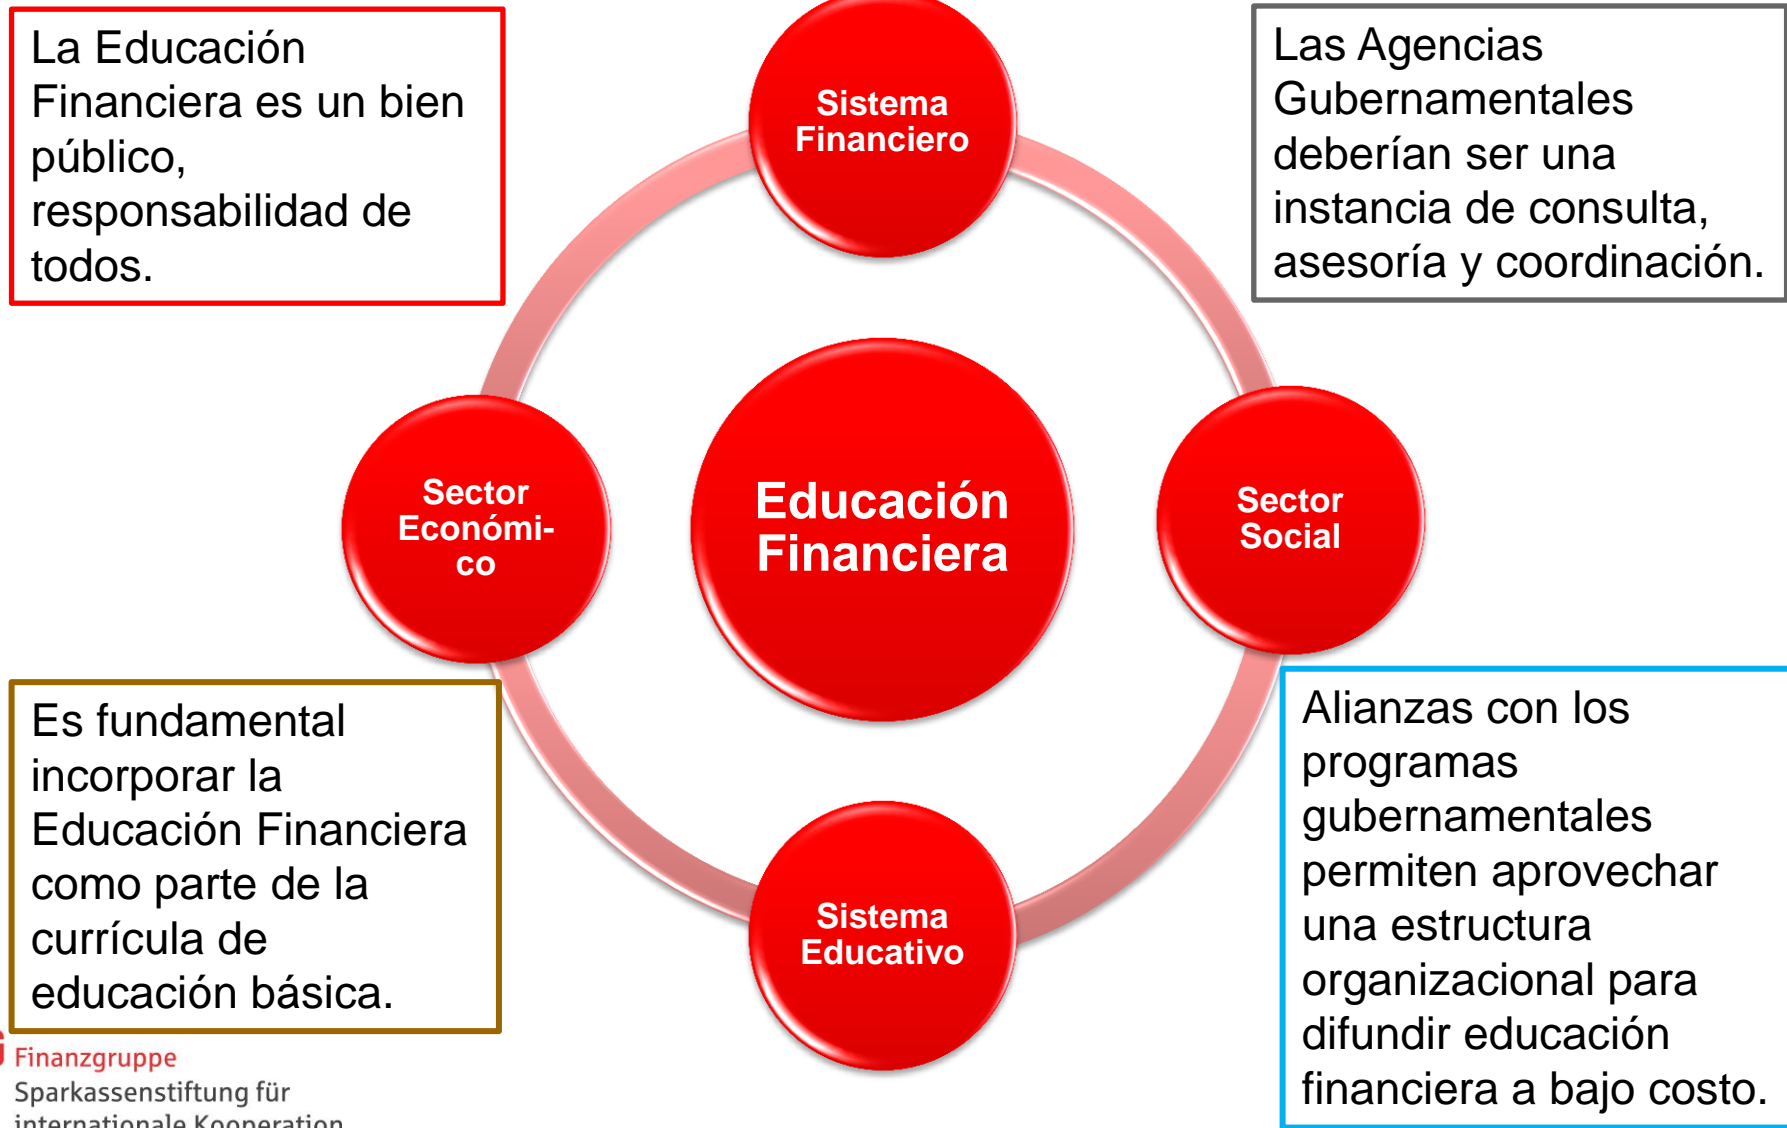 La Educación
Financiera es un bien
público,
responsabilidad de
todos.
Sistema
Financiero
Las Agencias
Gubernamentales
deberían ser una
instancia de consulta,
asesoría y coordinación.
Sector
Económi-
co
Educación
Financiera
Sector
Social
Es fundamental
incorporar la
Educación Financiera
como parte de la
currícula de
educación básica.
Sistema
Educativo
Alianzas con los
programas
gubernamentales
permiten aprovechar
una estructura
organizacional para
difundir educación
financiera a bajo costo.
Finanzgruppe
Sparkassenstiftung für
internationale Kooperation